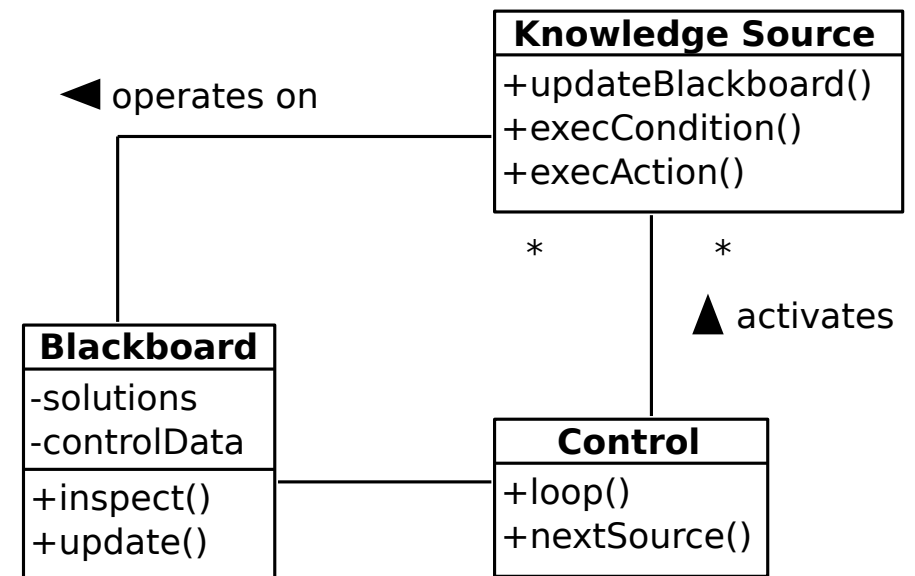 Knowledge Source
+updateBlackboard()
+execCondition()
+execAction()
operates on
*
*
activates
Blackboard
-solutions
-controlData
+inspect()
+update()
Control
+loop()
+nextSource()